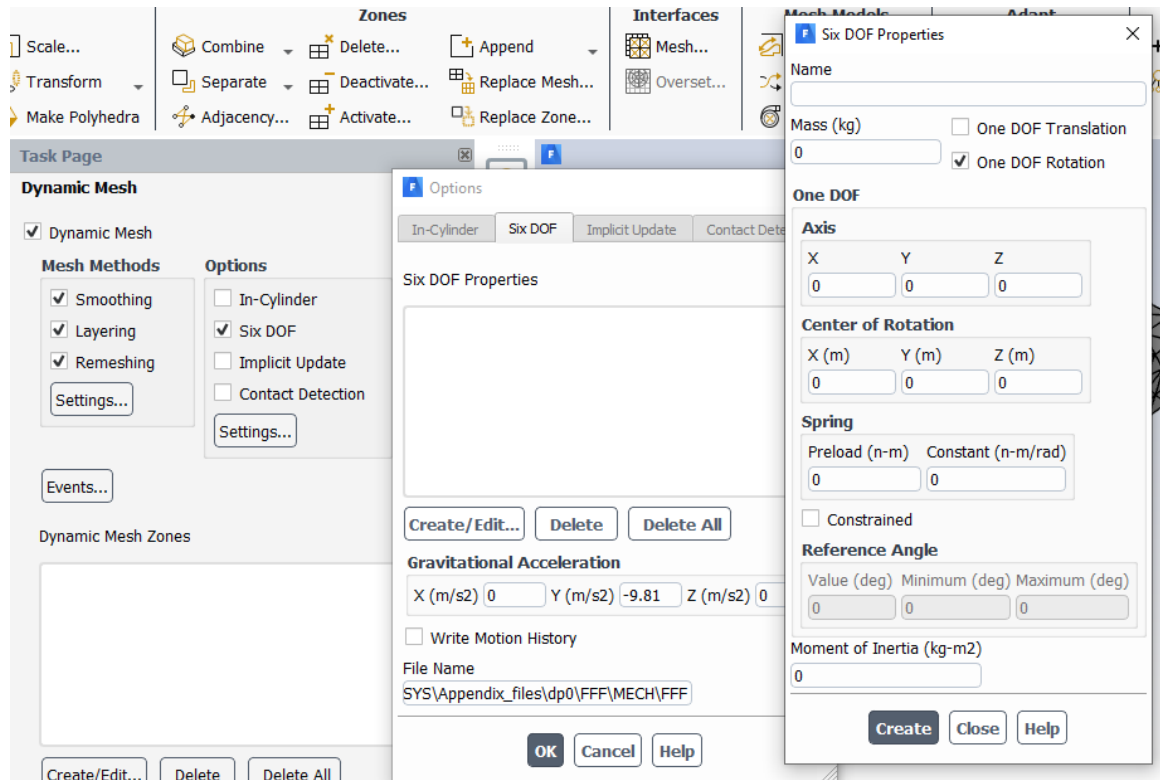 Zones
Interfaces
Mesh Models
Adapt
Scale...
Combine
Delete...
Append
Mesh...
Transform
Separate
Deactivate...
Replace Mesh...
Overset...
Make Polyhedra
Adjacency...
Activate...
Replace Zone...
Task Page
Dynamic Mesh
Dynamic Mesh
Mesh Methods
Smoothing
Layering
Remeshing
Settings...
Options
In-Cylinder
Six DOF
Implicit Update
Contact Detection
Settings...
Events...
Dynamic Mesh Zones
Create/Edit...
Delete
Delete All
Options
In-Cylinder
Six DOF
Implicit Update
Contact Dete
Six DOF Properties
Create/Edit...
Delete
Delete All
Gravitational Acceleration
X (m/s2) 0 Y (m/s2) -9.81 Z (m/s2) 0
Write Motion History
File Name
SYS\Appendix_files\dp0\FFF\MECH\FFF
OK
Cancel
Help
Six DOF Properties
Name
Mass (kg)
0
One DOF Translation
One DOF Rotation
One DOF
Axis
X Y Z
0 0 0
Center of Rotation
X (m) Y (m) Z (m)
0 0 0
Spring
Preload (n-m) Constant (n-m/rad)
0 0
Constrained
Reference Angle
Value (deg) Minimum (deg) Maximum (deg)
0 0 0
Moment of Inertia (kg-m2)
0
Create
Close
Help